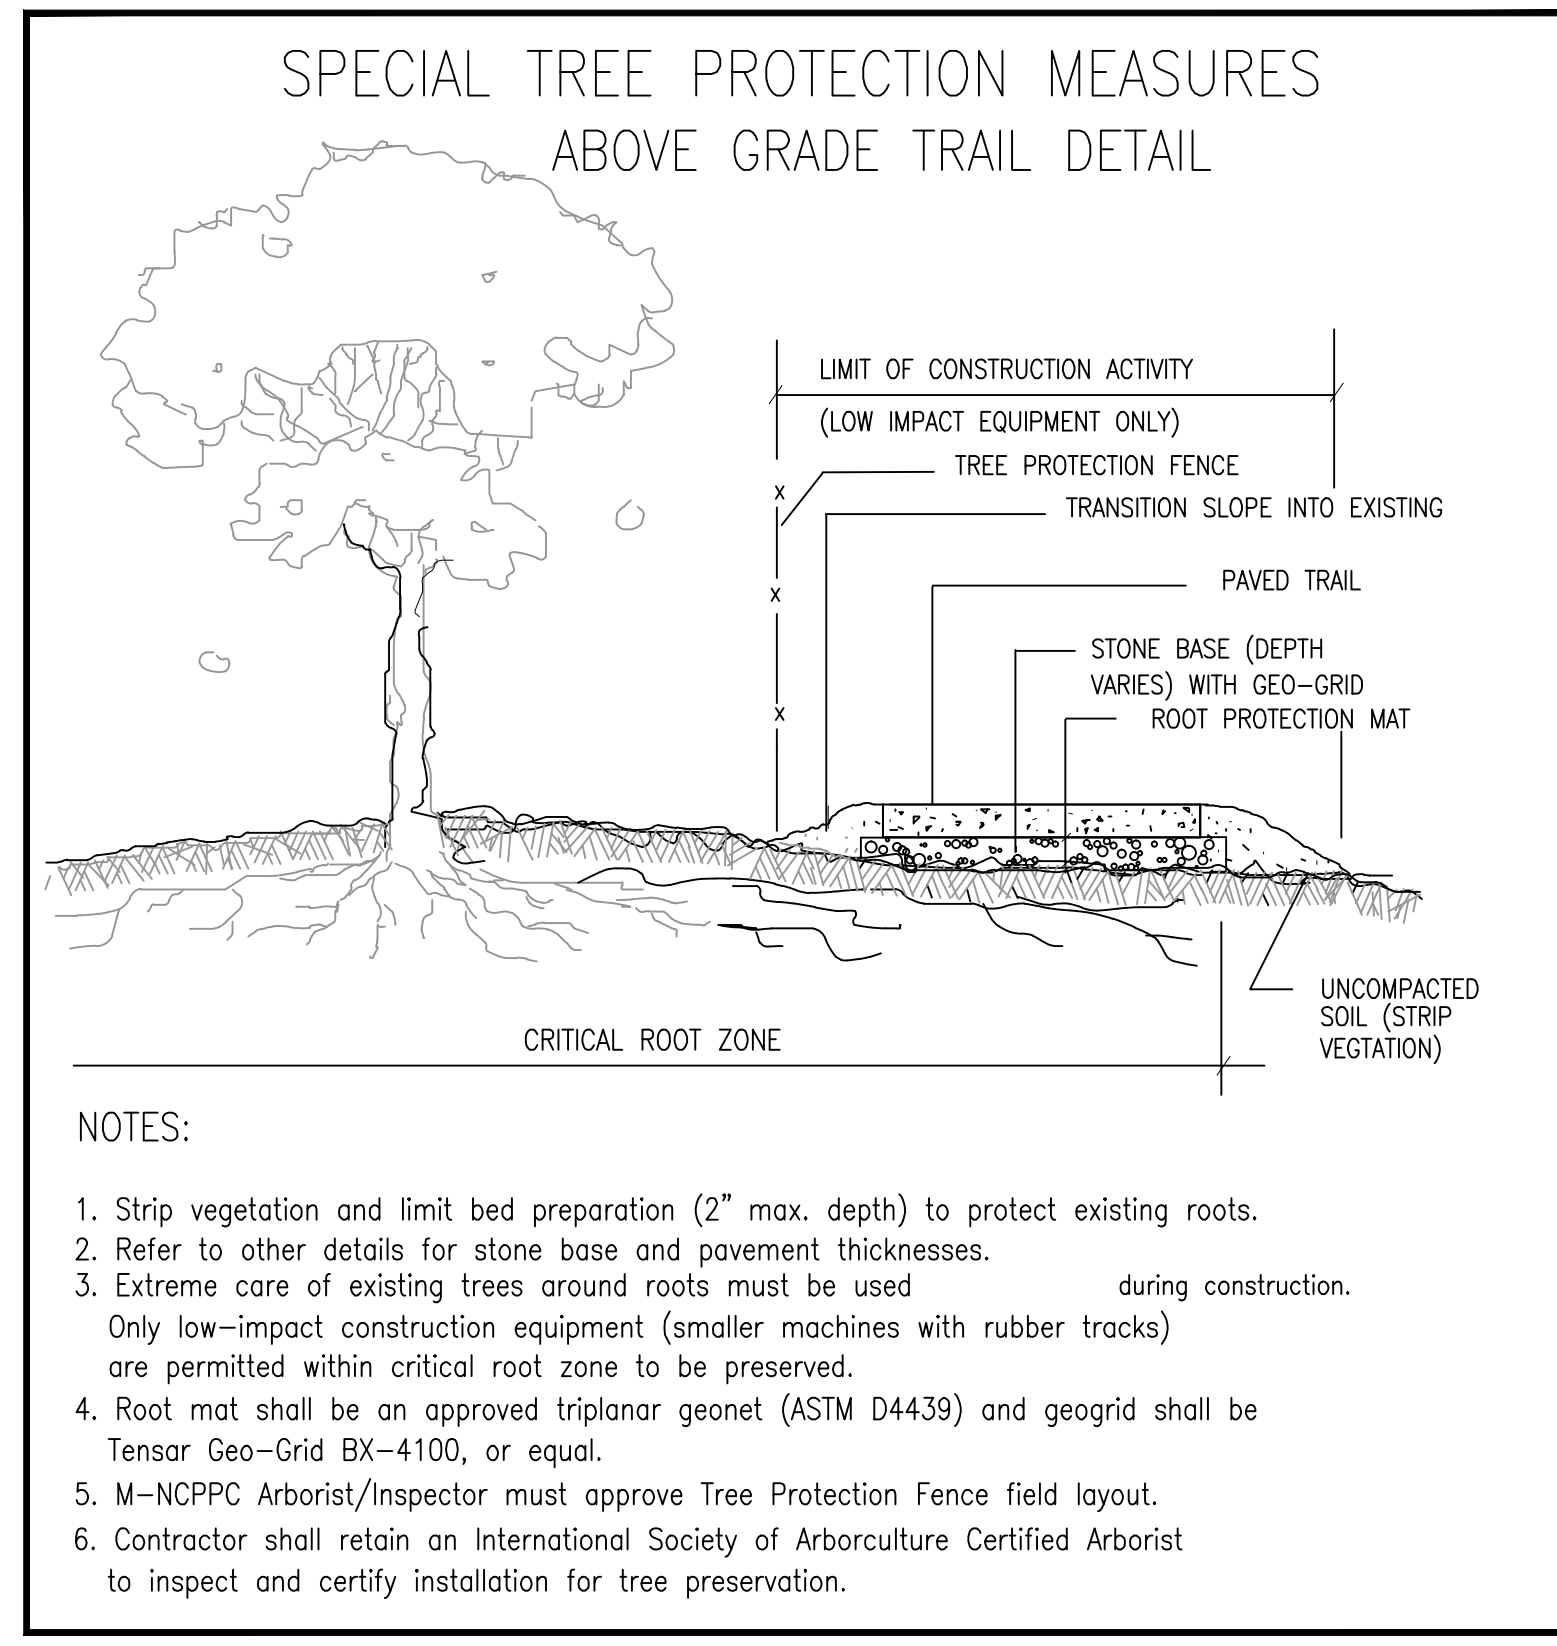 SPECIAL TREE PROTECTION MEASURES
ABOVE GRADE TRAIL DETAIL
LIMIT OF CONSTRUCTION ACTIVITY
(LOW IMPACT EQUIPMENT ONLY)
TREE PROTECTION FENCE
x
TRANSITION SLOPE INTO EXISTING
PAVED TRAIL
x
STONE BASE (DEPTH
VARIES) WITH GEO-GRID
ROOT PROTECTION MAT
x
UNCOMPACTED
SOIL (STRIP
VEGTATION)
CRITICAL ROOT ZONE
NOTES:
1. Strip vegetation and limit bed preparation (2” max. depth) to protect existing roots.
2. Refer to other details for stone base and pavement thicknesses.
3. Extreme care of existing trees around roots must be used during construction.
Only low-impact construction equipment (smaller machines with rubber tracks)
are permitted within critical root zone to be preserved.
4. Root mat shall be an approved triplanar geonet (ASTM D4439) and geogrid shall be
Tensar Geo-Grid BX-4100, or equal.
5. M-NCPPC Arborist/Inspector must approve Tree Protection Fence field layout.
6. Contractor shall retain an International Society of Arborculture Certified Arborist
to inspect and certify installation for tree preservation.